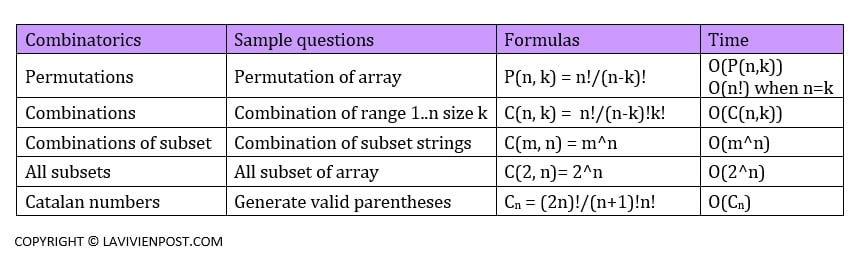 Combinatorics Sample questions Formulas Time
Permutations Permutation of array P(n, k) = n!/(n-k)! O(P(n,k))
O(n!) when n=k
Combinations Combination of range 1..n size k C(n, k) =  n!/(n-k)!k! O(C(n,k))
Combinations of subset Combination of subset strings C(m, n) = m^n O(m^n)
All subsets All subset of array C(2, n)= 2^n O(2^n)
Catalan numbers Generate valid parentheses Cₙ = (2n)!/(n+1)!n! O(Cₙ)
COPYRIGHT © LAVIVIENPOST.COM